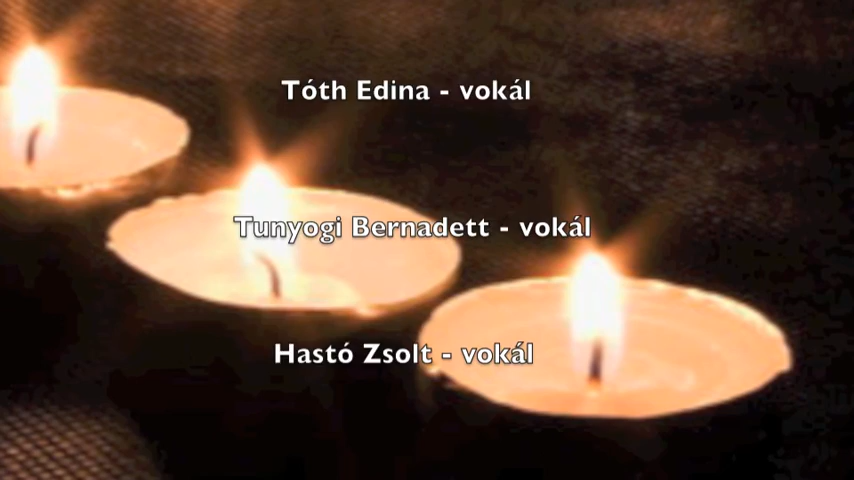 Tóth Edina - vokál
Tunyogi Bernadett - vokál
Hastó Zsolt - vokál